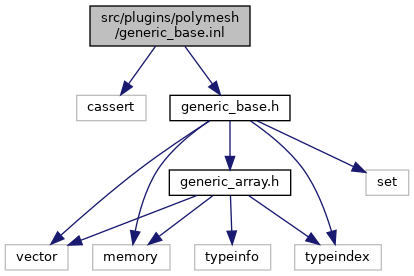 src/plugins/polymesh
/generic_base.inl
cassert
generic_base.h
generic_array.h
set
vector
memory
typeinfo
typeindex